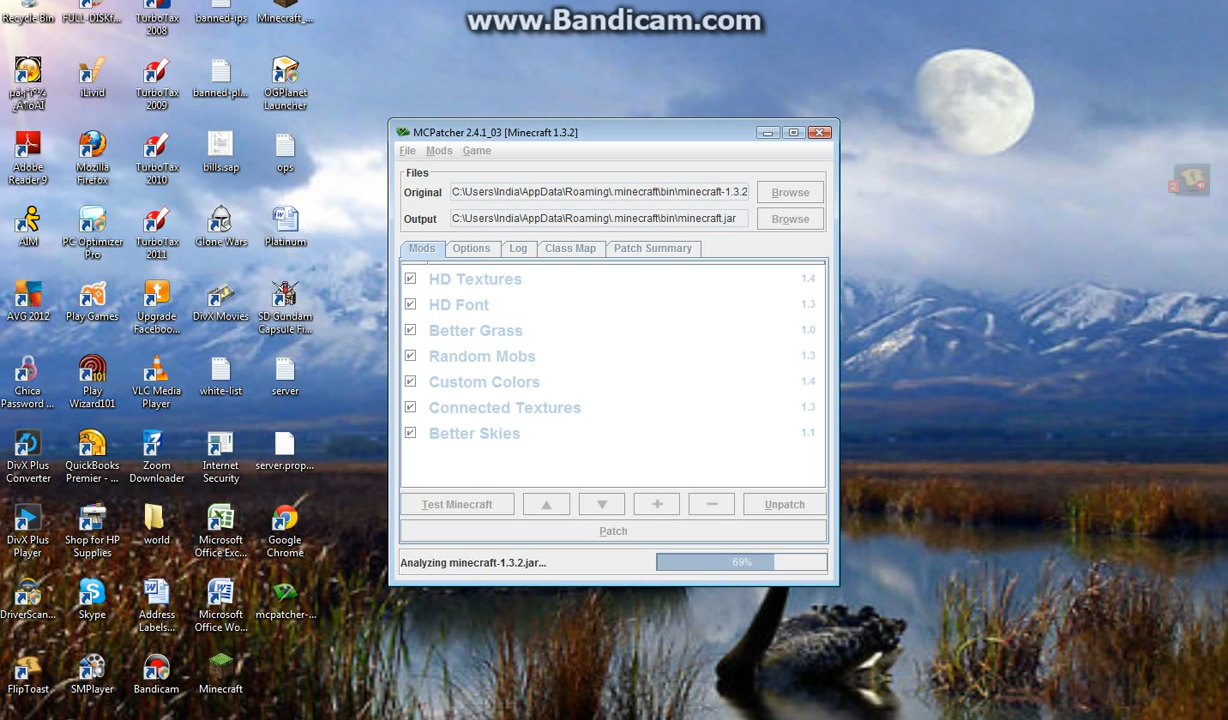 www.Bandicam.com
Recycle Bin
FULL-DISKf...
TurboTax
2008
banned-ips
Minecraft_...
iLivid
TurboTax
2009
banned-pl...
OGPlanet
Launcher
Adobe
Reader 9
Mozilla
Firefox
TurboTax
2010
bills.sap
ops
AIM
PC Optimizer
Pro
TurboTax
2011
Clone Wars
Platinum
AVG 2012
Play Games
Upgrade
Faceboo...
DivX Movies
SD Gundam
Capsule Fi...
Chica
Password ...
Play
Wizard101
VLC Media
Player
white-list
server
DivX Plus
Converter
QuickBooks
Premier - ...
Zoom
Downloader
Internet
Security
server.prop...
DivX Plus
Player
Shop for HP
Supplies
world
Microsoft
Office Exc...
Google
Chrome
DriverScan...
Skype
Address
Labels...
Microsoft
Office Wo...
mcpatcher-...
FlipToast
SMPlayer
Bandicam
Minecraft
MCPatcher 2.4.1_03 [Minecraft 1.3.2]
File Mods Game
Files
Original C:\Users\India\AppData\Roaming\.minecraft\bin\minecraft-1.3.2 Browse
Output C:\Users\India\AppData\Roaming\.minecraft\bin\minecraft.jar Browse
Mods Options Log Class Map Patch Summary
HD Textures 1.4
HD Font 1.3
Better Grass 1.0
Random Mobs 1.3
Custom Colors 1.4
Connected Textures 1.3
Better Skies 1.1
Test Minecraft Unpatch
Patch
Analyzing minecraft-1.3.2.jar... 69%